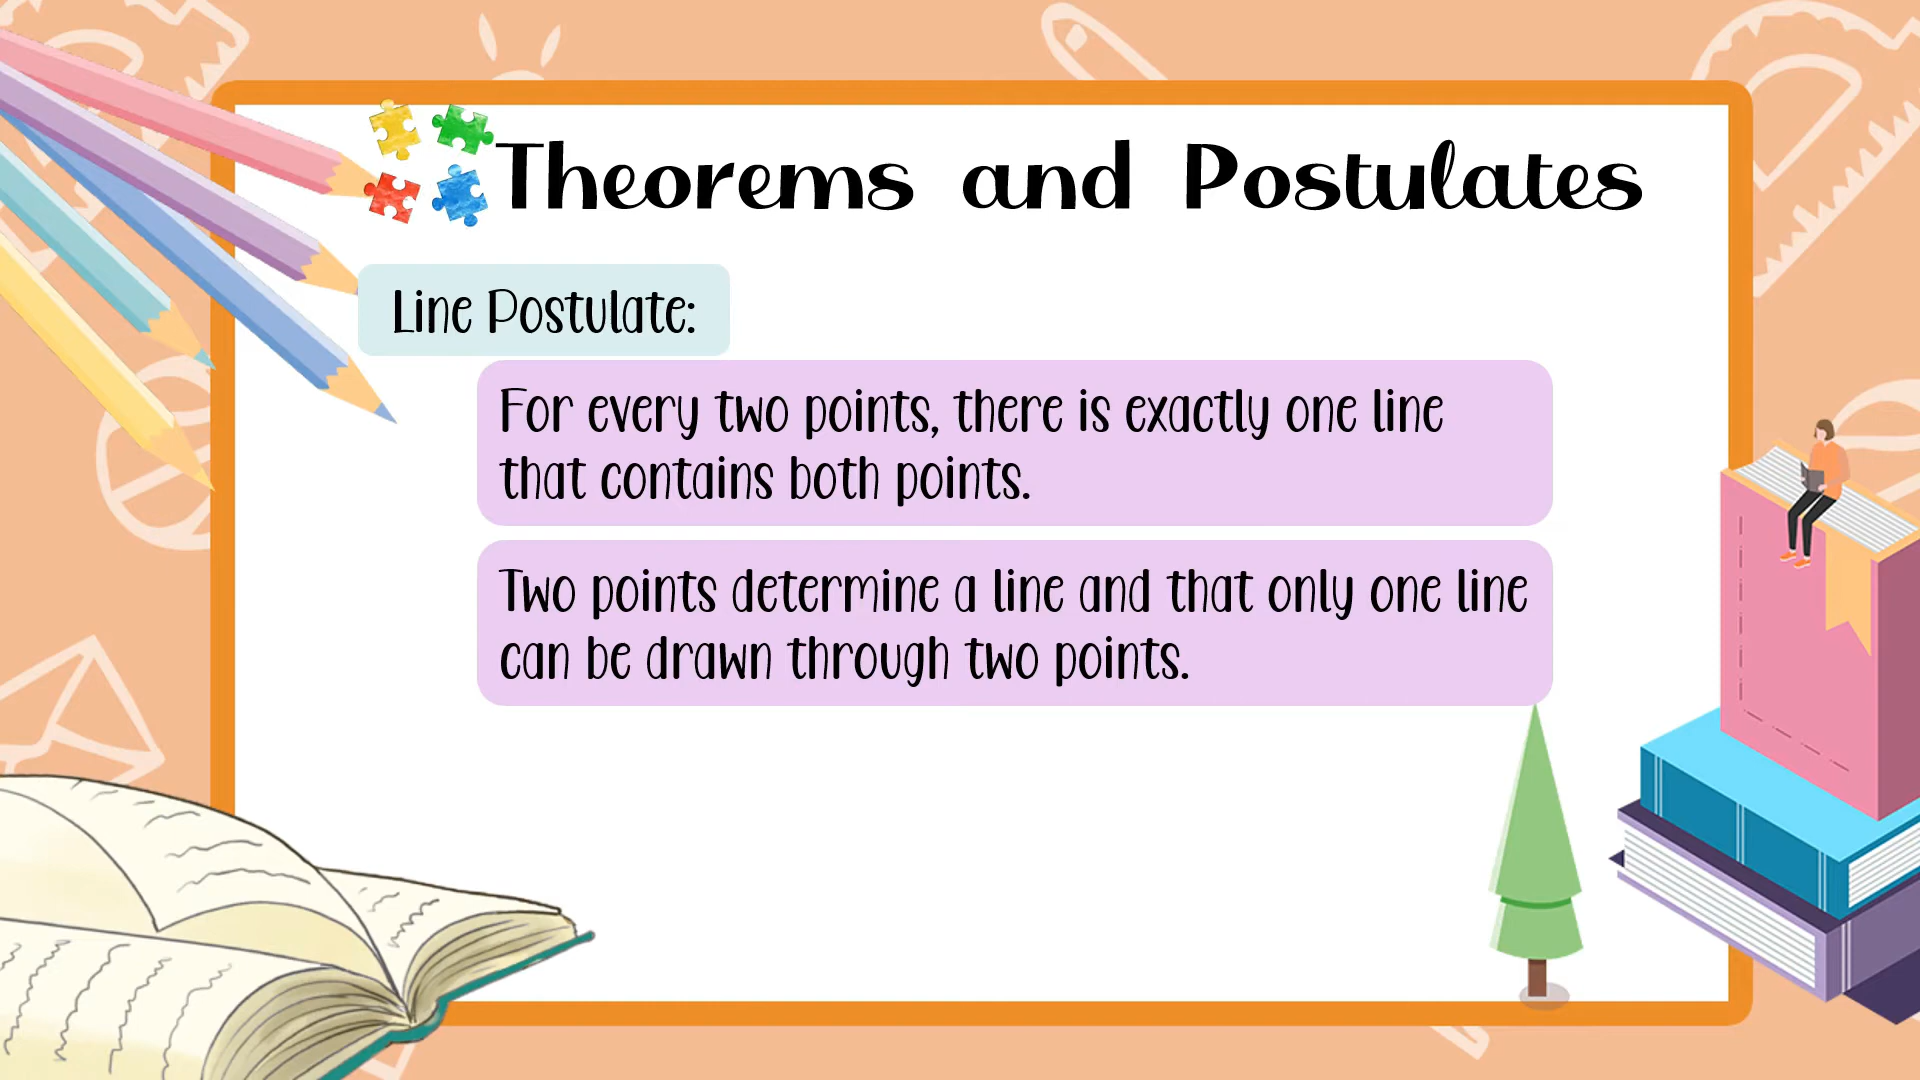 Theorems and Postulates
Line Postulate:
For every two points, there is exactly one line
that contains both points.
Two points determine a line and that only one line
can be drawn through two points.